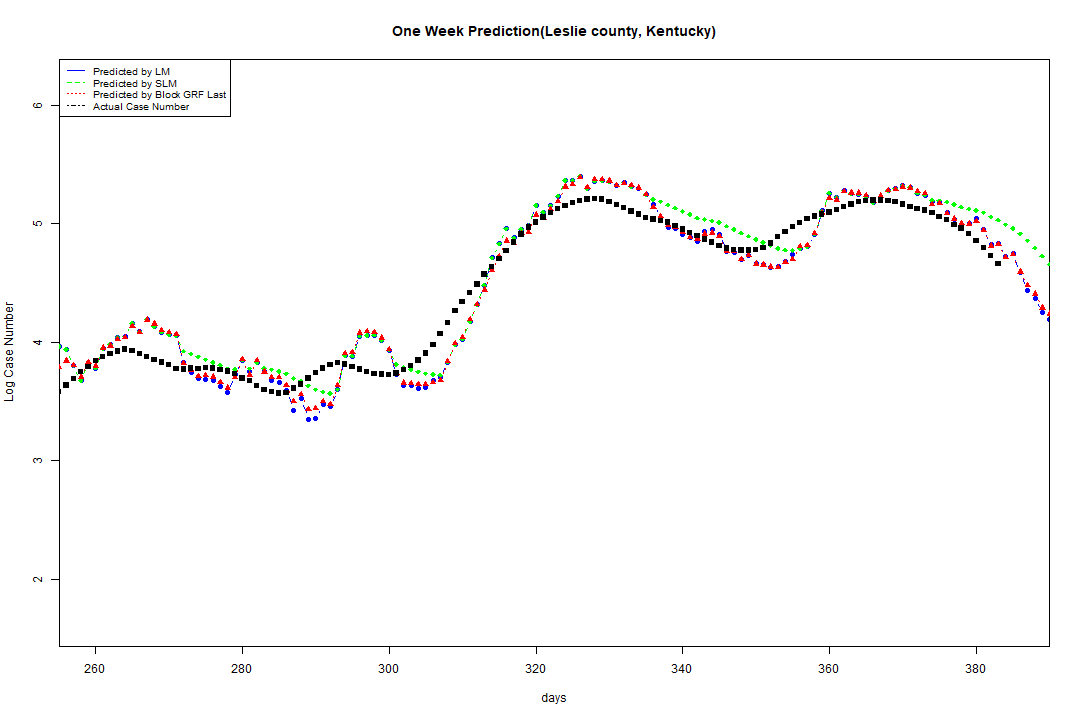 One Week Prediction(Leslie county, Kentucky)
Predicted by LM
Predicted by SLM
Predicted by Block GRF Last
Actual Case Number
6
5
4
3
2
Log Case Number
260 280 300 320 340 360 380
days